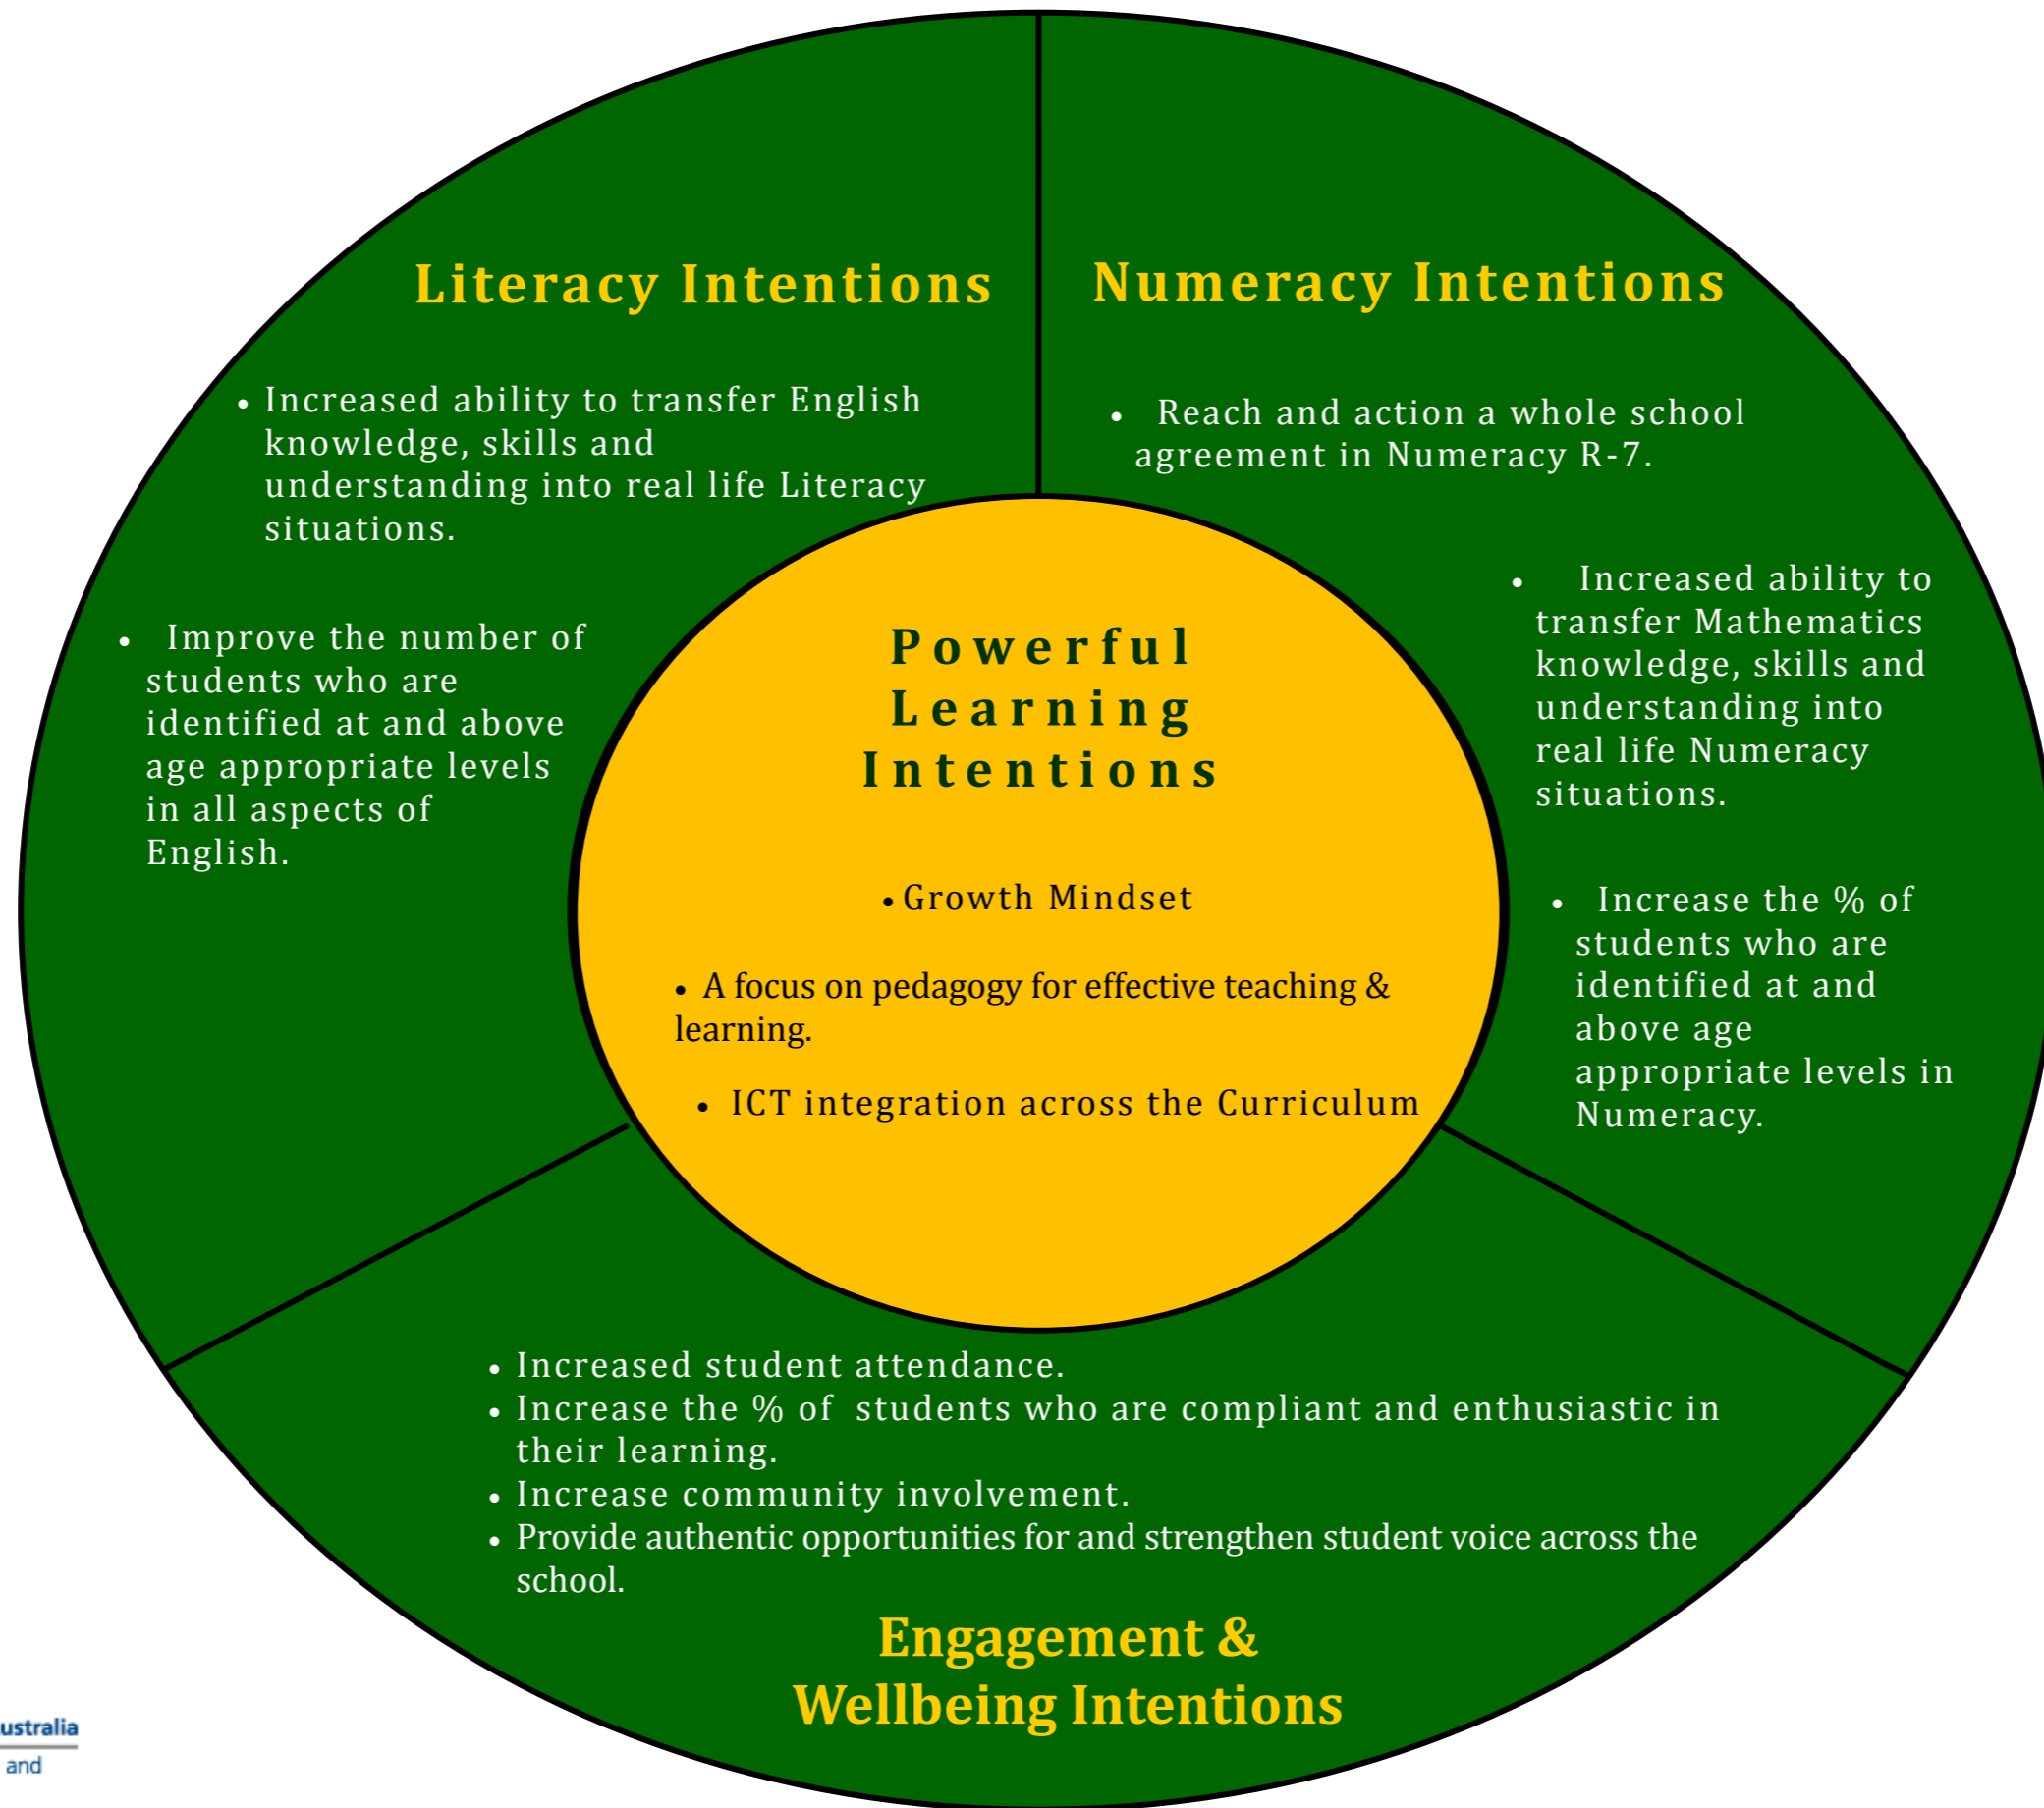 Literacy Intentions
• Increased ability to transfer English
knowledge, skills and
understanding into real life Literacy
situations.
• Improve the number of
students who are
identified at and above
age appropriate levels
in all aspects of
English.
Numeracy Intentions
• Reach and action a whole school
agreement in Numeracy R-7.
• Increased ability to
transfer Mathematics
knowledge, skills and
understanding into
real life Numeracy
situations.
• Increase the % of
students who are
identified at and
above age
appropriate levels in
Numeracy.
Powerful
Learning
Intentions
• Growth Mindset
• A focus on pedagogy for effective teaching &
learning.
• ICT integration across the Curriculum
• Increased student attendance.
• Increase the % of students who are compliant and enthusiastic in
their learning.
• Increase community involvement.
• Provide authentic opportunities for and strengthen student voice across the
school.
Engagement &
Wellbeing Intentions
ustralia
and